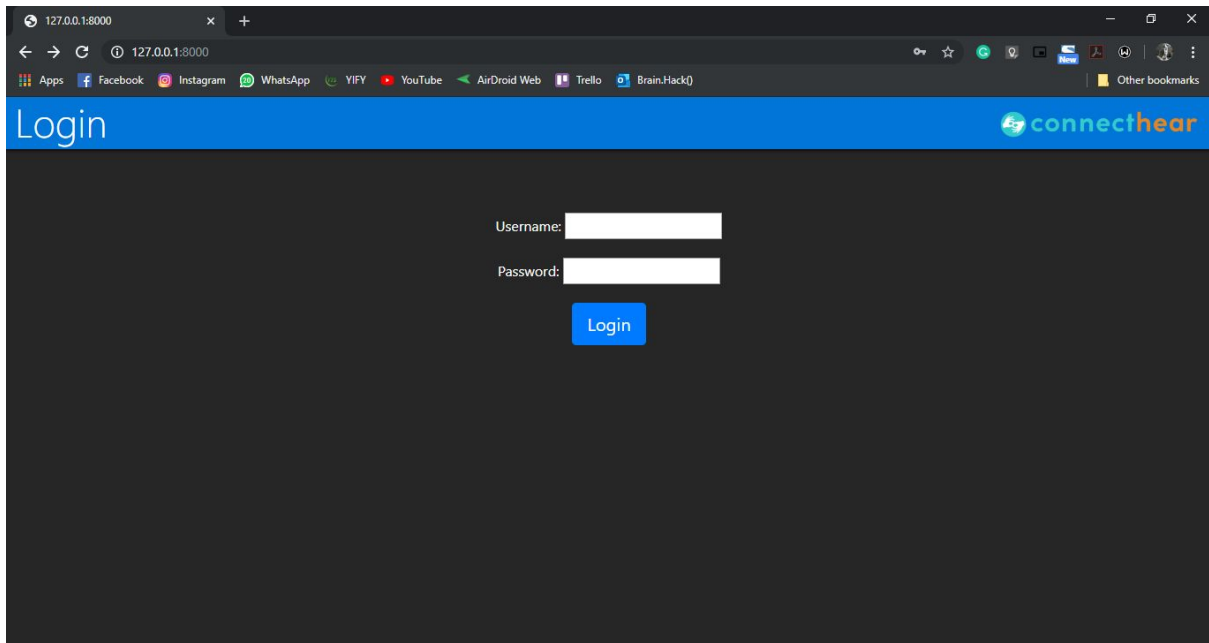 127.0.0.1:8000
127.0.0.1:8000
New
Apps Facebook Instagram WhatsApp YIFY YouTube AirDroid Web Trello Brain.Hack() Other bookmarks
Login connecthear
Username:
Password:
Login